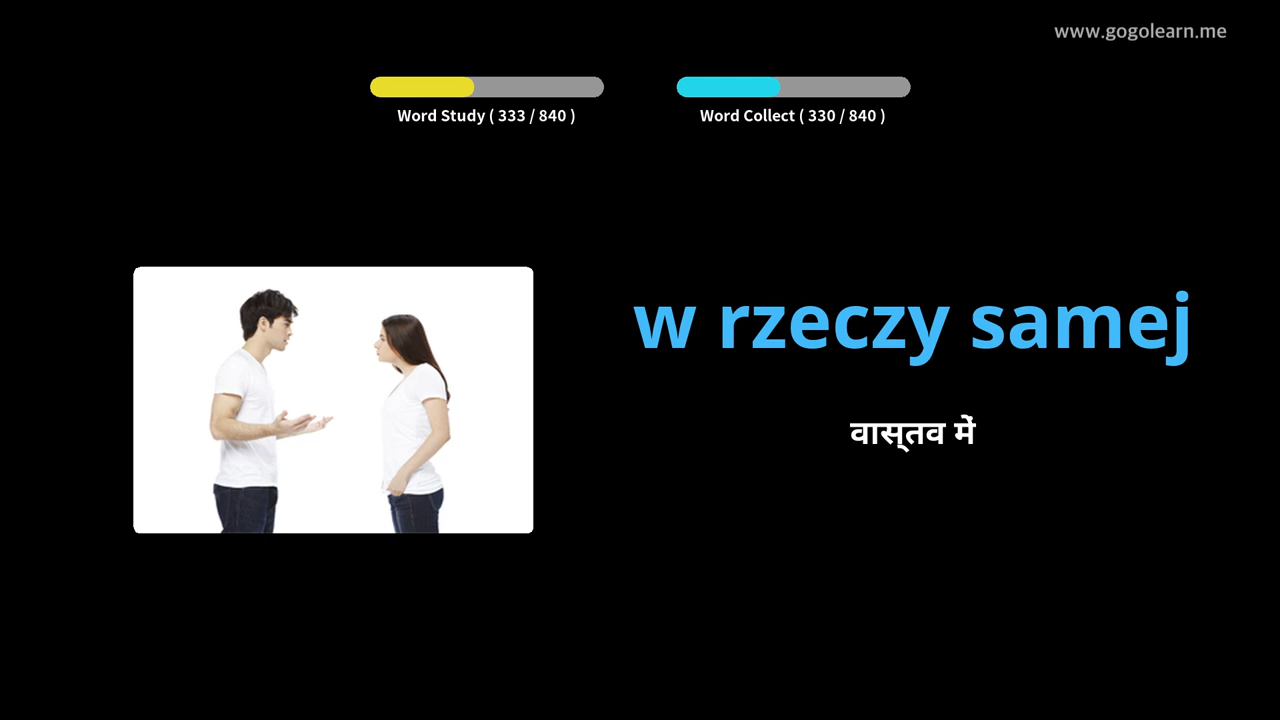 www.gogolearn.me
Word Study ( 333 / 840 )
Word Collect ( 330 / 840 )
w rzeczy samej
वास्तव में